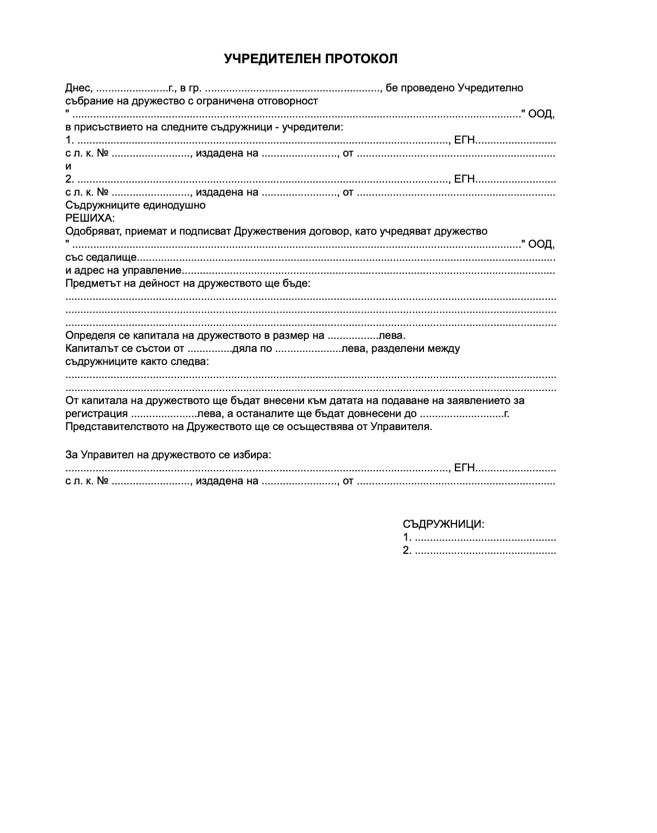 УЧРЕДИТЕЛЕН ПРОТОКОЛ
Днес, ........................г., в гр. .........................................................., бе проведено Учредително
събрание на дружество с ограничена отговорност
" ....................................................................................................................................................." ООД,
в присъствието на следните съдружници - учредители:
1. ..........................................................................................................................., ЕГН...........................
с л. к. № .........................., издадена на ........................., от ..................................................................
и
2. ..........................................................................................................................., ЕГН...........................
с л. к. № .........................., издадена на ........................., от ..................................................................
Съдружниците единодушно
РЕШИХА:
Одобряват, приемат и подписват Дружествения договор, като учредяват дружество
" ....................................................................................................................................................." ООД,
със седалище...........................................................................................................................................
и адрес на управление............................................................................................................................
Предметът на дейност на дружеството ще бъде:
...................................................................................................................................................................
...................................................................................................................................................................
...................................................................................................................................................................
Определя се капитала на дружеството в размер на .................лева.
Капиталът се състои от ...............дяла по ......................лева, разделени между
съдружниците както следва:
...................................................................................................................................................................
...................................................................................................................................................................
От капитала на дружеството ще бъдат внесени към датата на подаване на заявлението за
регистрация ......................лева, а останалите ще бъдат довнесени до ............................г.
Представителството на Дружеството ще се осъществява от Управителя.
За Управител на дружеството се избира:
..............................................................................................................................., ЕГН...........................
с л. к. № .........................., издадена на ........................., от ..................................................................
СЪДРУЖНИЦИ:
1. ...............................................
2. ...............................................